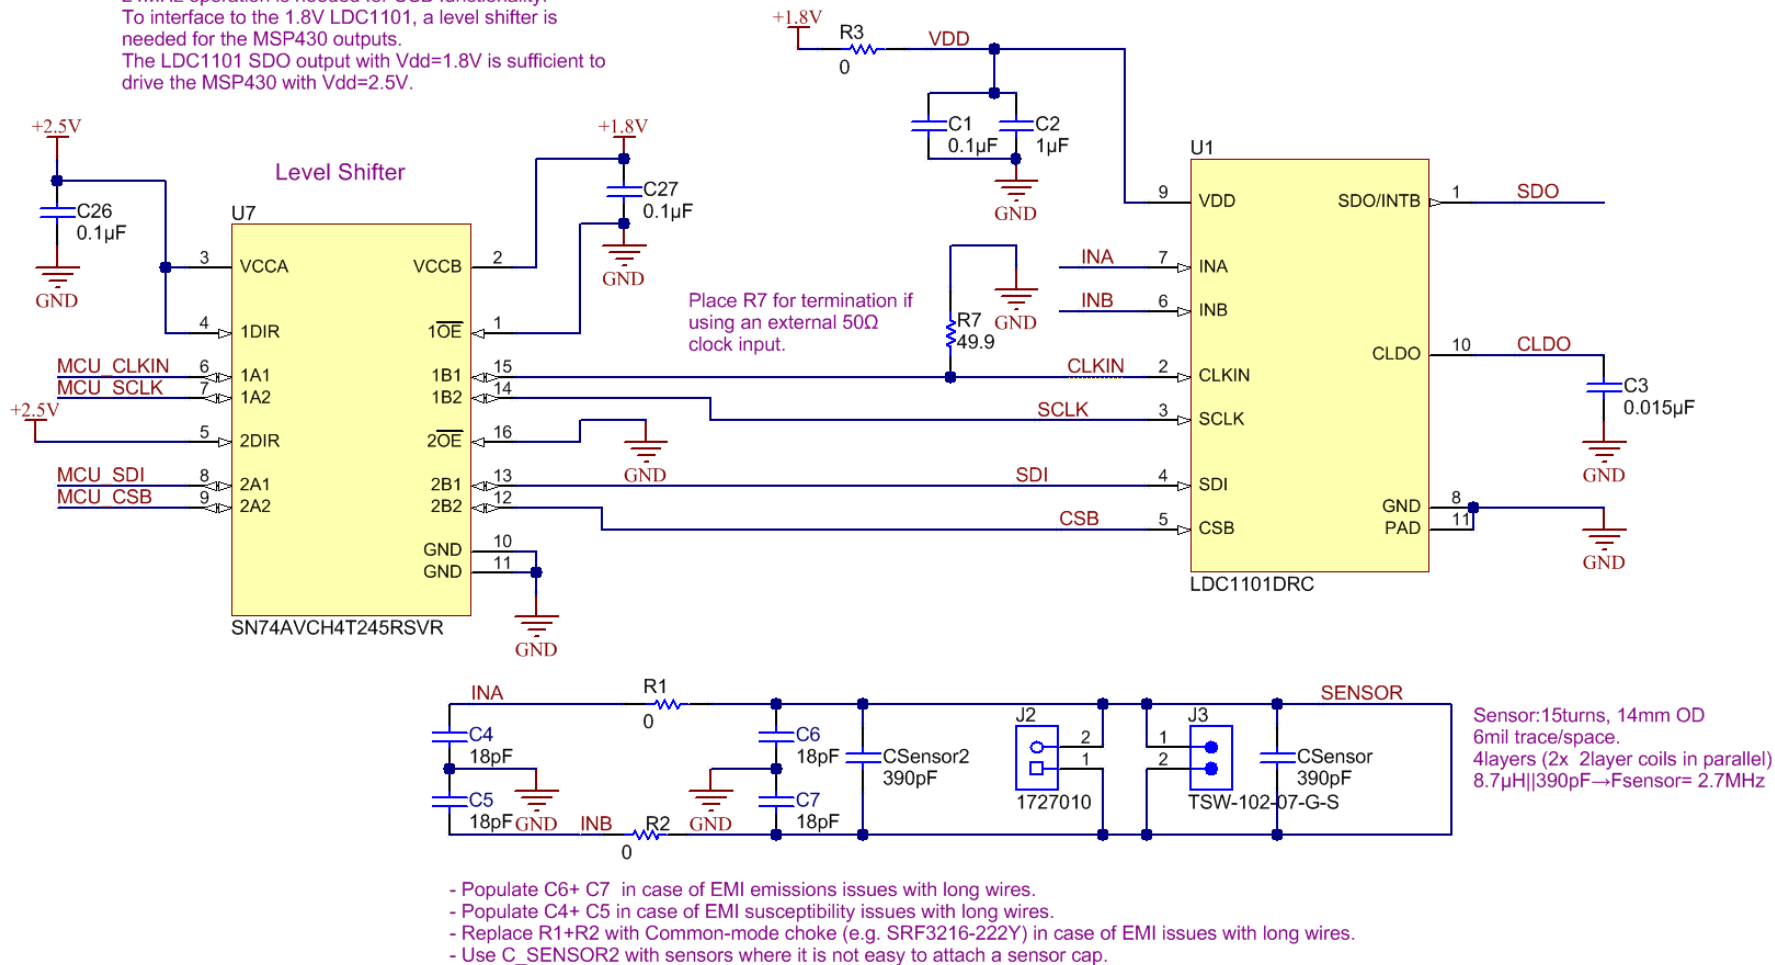 24MHz operation is needed for USB functionality.
To interface to the 1.8V LDC1101, a level shifter is
needed for the MSP430 outputs.
The LDC1101 SDO output with Vdd=1.8V is sufficient to
drive the MSP430 with Vdd=2.5V.
+2.5V
C26
0.1µF
GND
Level Shifter
+1.8V
C27
0.1µF
GND
U7
3 VCCA
VCCB 2
4 1DIR
1OE 1
MCU_CLKIN 6 1A1
1B1 15
MCU_SCLK 7 1A2
1B2 14
+2.5V
5 2DIR
2OE 16
GND
MCU_SDI 8 2A1
2B1 13
MCU_CSB 9 2A2
2B2 12
GND 10
GND 11
GND
SN74AVCH4T245RSVR
+1.8V
R3
0
VDD
C1
0.1µF
C2
1µF
GND
Place R7 for termination if
using an external 50Ω
clock input.
R7
49.9
GND
U1
9 VDD
SDO/INTB 1 SDO
INA 7 INA
INB 6 INB
CLKIN 2 CLKIN
CLDO 10 CLDO
C3
0.015µF
GND
SCLK 3 SCLK
SDI 4 SDI
CSB 5 CSB
GND 8
PAD 11
GND
LDC1101DRC
INA
R1
0
C4
18pF
C5
18pF
GND
INB
R2
0
C6
18pF
GND
C7
18pF
CSensor2
390pF
J2
2
1
1727010
J3
1
2
TSW-102-07-G-S
SENSOR
CSensor
390pF
Sensor:15turns, 14mm OD
6mil trace/space.
4layers (2x 2layer coils in parallel)
8.7µH||390pF→Fsensor= 2.7MHz
- Populate C6+ C7 in case of EMI emissions issues with long wires.
- Populate C4+ C5 in case of EMI susceptibility issues with long wires.
- Replace R1+R2 with Common-mode choke (e.g. SRF3216-222Y) in case of EMI issues with long wires.
- Use C_SENSOR2 with sensors where it is not easy to attach a sensor cap.